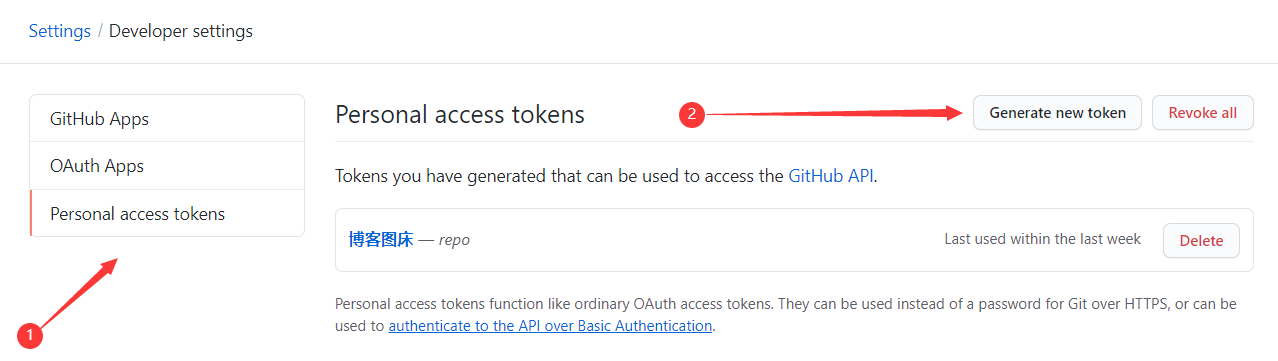 Settings / Developer settings
GitHub Apps
OAuth Apps
Personal access tokens
1
Personal access tokens
2
Generate new token
Revoke all
Tokens you have generated that can be used to access the GitHub API.
博客图床 — repo
Last used within the last week
Delete
Personal access tokens function like ordinary OAuth access tokens. They can be used instead of a password for Git over HTTPS, or can be
used to authenticate to the API over Basic Authentication.